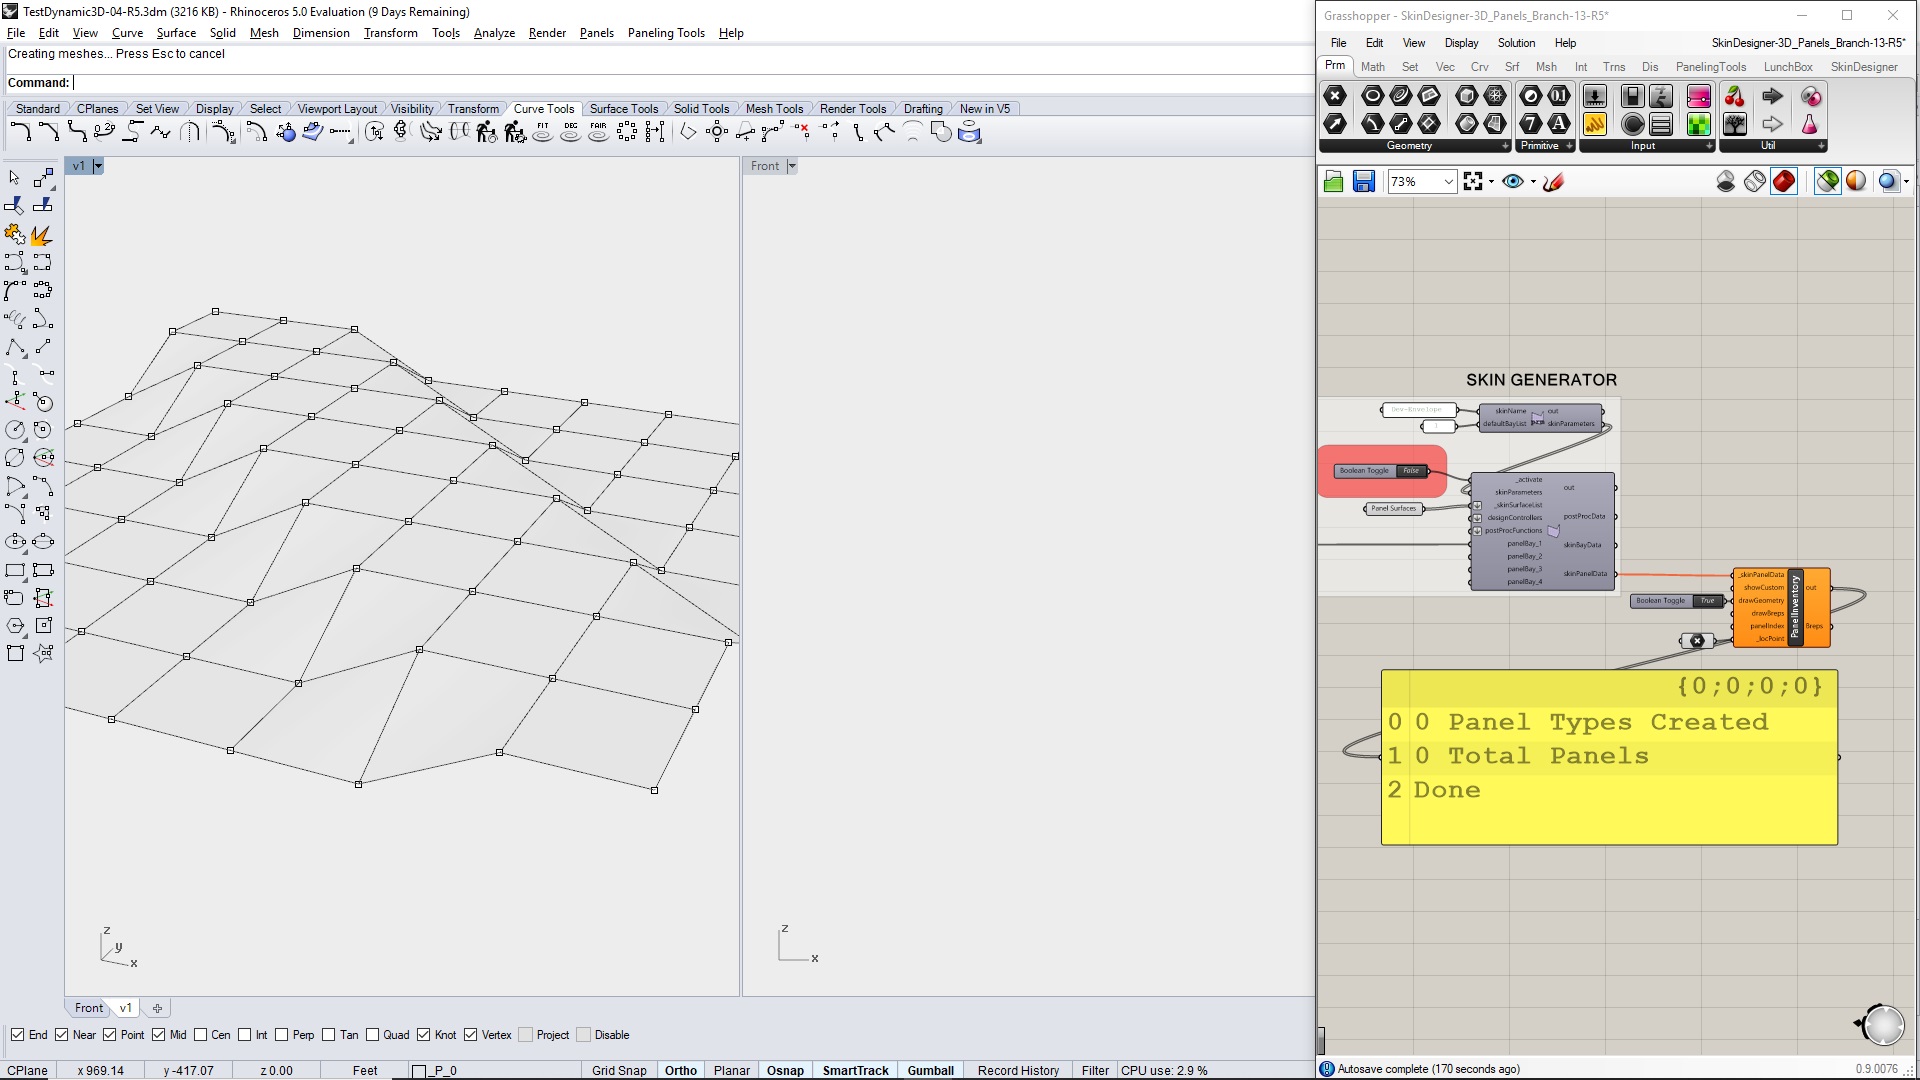 TestDynamic3D-04-R5.3dm (3216 KB) - Rhinoceros 5.0 Evaluation (9 Days Remaining)
File Edit View Curve Surface Solid Mesh Dimension Transform Tools Analyze Render Panels Paneling Tools Help
Creating meshes... Press Esc to cancel
Command:
Standard CPlanes Set View Display Select Viewport Layout Visibility Transform Curve Tools Surface Tools Solid Tools Mesh Tools Render Tools Drafting New in V5
FIT DEG FAIR
v1
Front
z
y
x
z
x
Front v1
End Near Point Mid Cen Int Perp Tan Quad Knot Vertex Project Disable
CPlane x 969.14 y -417.07 z 0.00 Feet _P_0 Grid Snap Ortho Planar Osnap SmartTrack Gumball Record History Filter CPU use: 2.9 %
Grasshopper - SkinDesigner-3D_Panels_Branch-13-R5*
File Edit View Display Solution Help SkinDesigner-3D_Panels_Branch-13-R5*
Prm Math Set Vec Crv Srf Msh Int Trns Dis PanelingTools LunchBox SkinDesigner
Geometry Primitive Input Util
73%
SKIN GENERATOR
Dev-Envelope
1
skinName
defaultBayList
out
skinParameters
Boolean Toggle False
Panel Surfaces
_activate
skinParameters
_skinSurfaceList
designControllers
postProcFunctions
panelBay_1
panelBay_2
panelBay_3
panelBay_4
out
postProcData
skinBayData
skinPanelData
Boolean Toggle True
_skinPanelData
showCustom
drawGeometry
drawBreps
panelIndex
_locPoint
PanelInventory
out
Breps
{0;0;0;0}
0 0 Panel Types Created
1 0 Total Panels
2 Done
Autosave complete (170 seconds ago)
0.9.0076